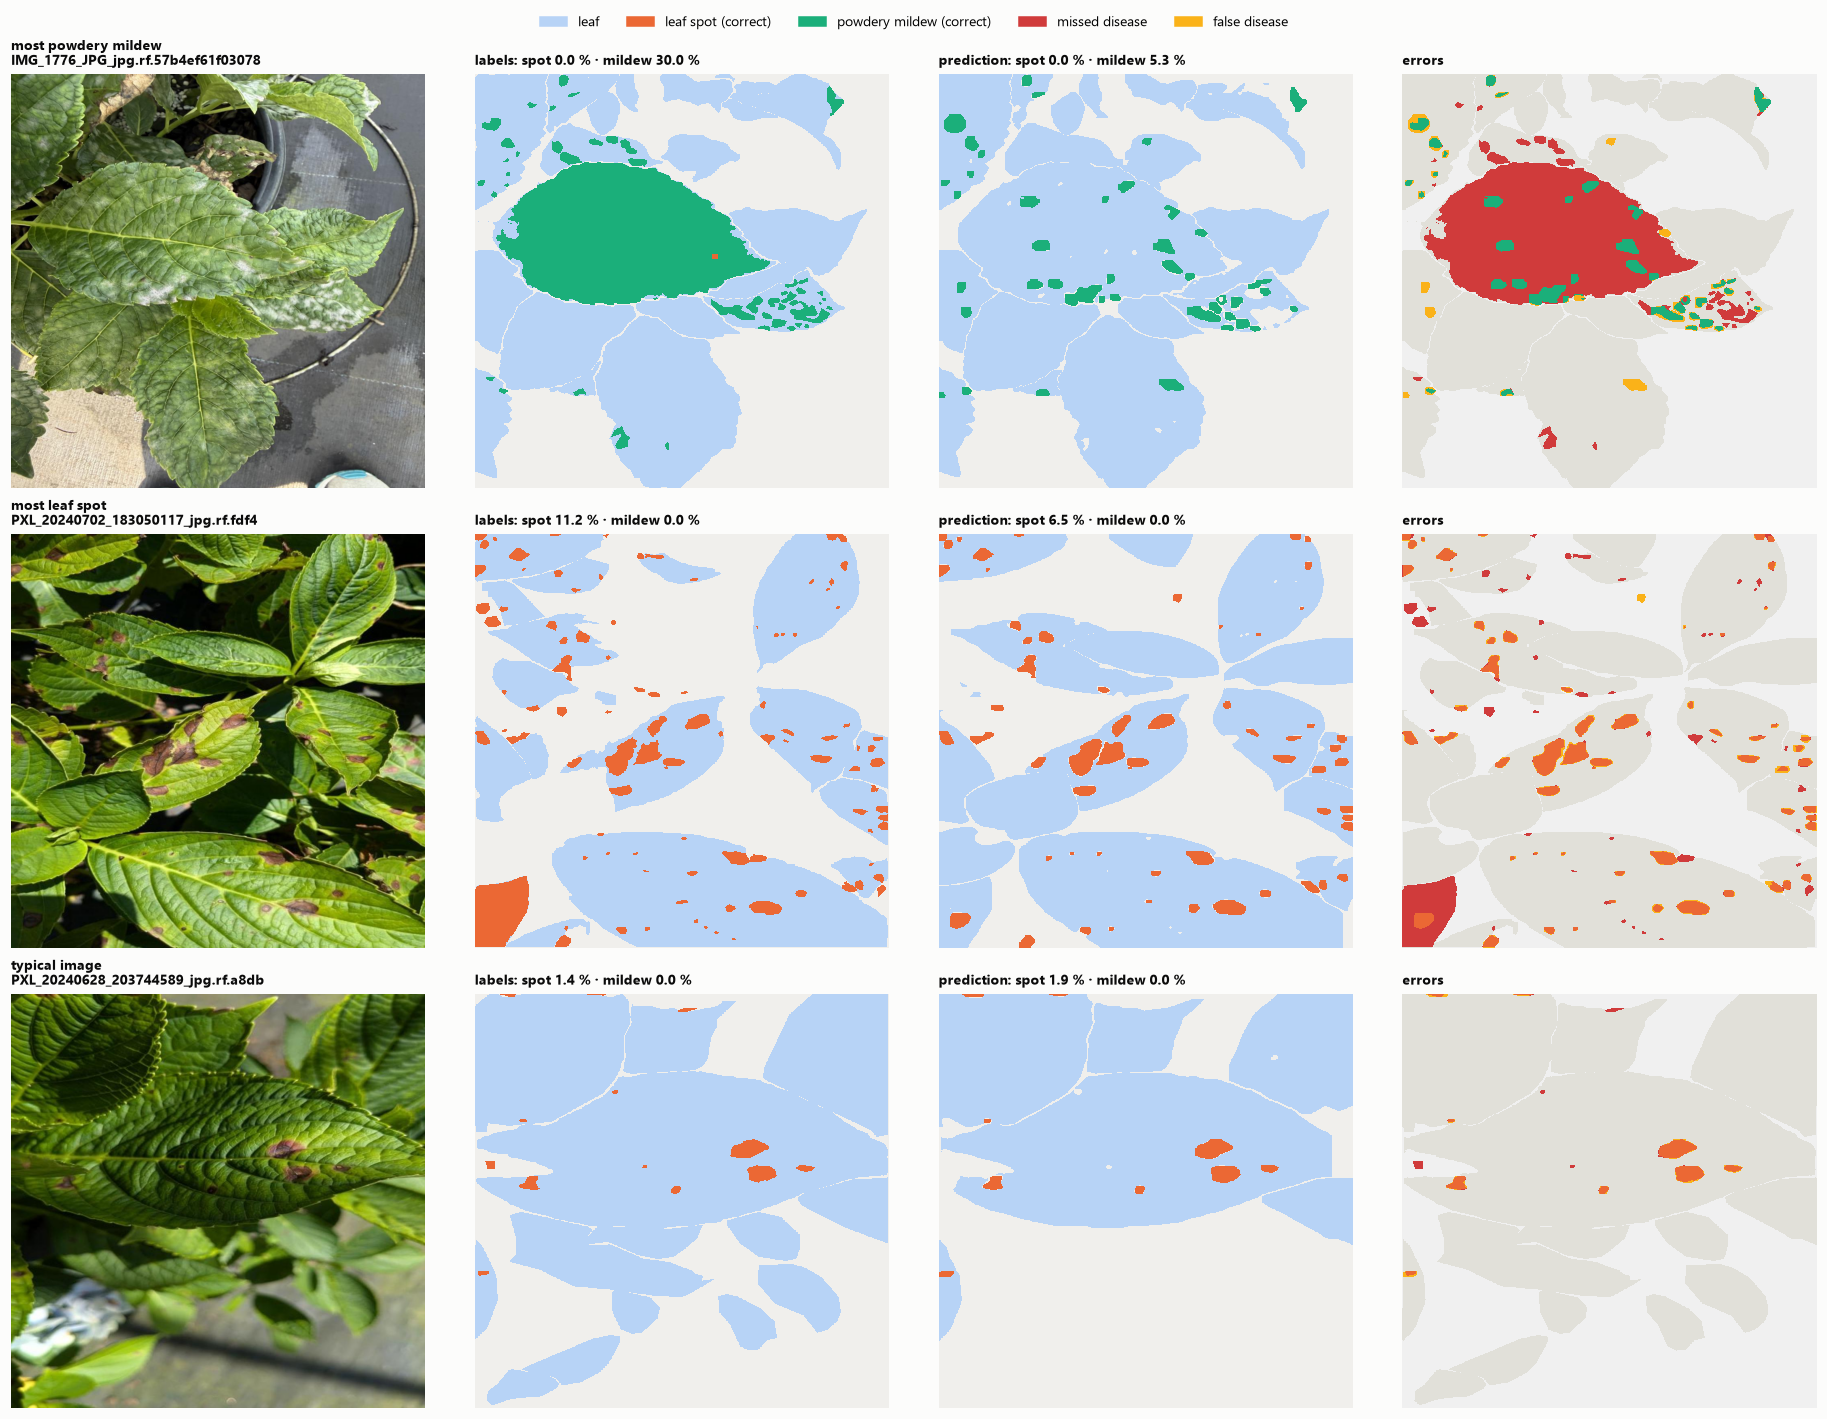 leaf
leaf spot (correct)
powdery mildew (correct)
missed disease
false disease
most powdery mildew
IMG_1776_JPG_jpg.rf.57b4ef61f03078
labels: spot 0.0 % · mildew 30.0 %
prediction: spot 0.0 % · mildew 5.3 %
errors
most leaf spot
PXL_20240702_183050117_jpg.rf.fdf4
labels: spot 11.2 % · mildew 0.0 %
prediction: spot 6.5 % · mildew 0.0 %
errors
typical image
PXL_20240628_203744589_jpg.rf.a8db
labels: spot 1.4 % · mildew 0.0 %
prediction: spot 1.9 % · mildew 0.0 %
errors